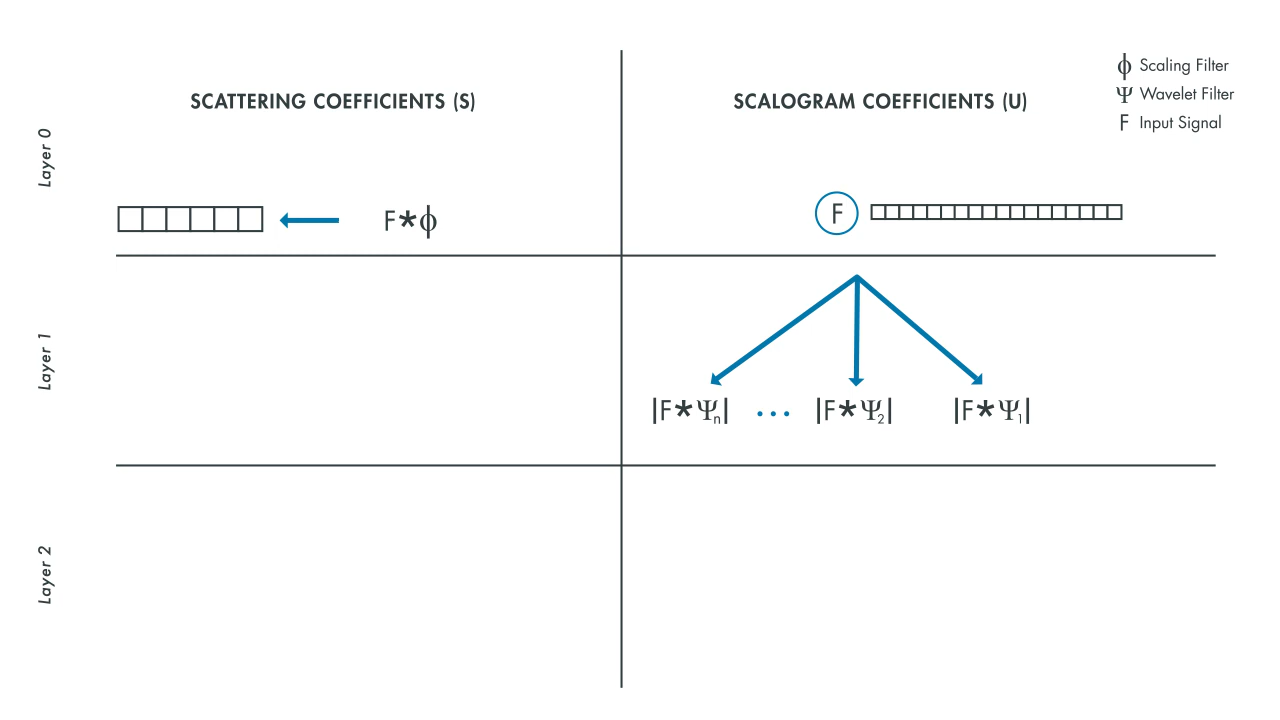 SCATTERING COEFFICIENTS (S)
SCALOGRAM COEFFICIENTS (U)
ϕ Scaling Filter
Ψ Wavelet Filter
F Input Signal
Layer 0
F★ϕ
F
Layer 1
|F★Ψn| ... |F★Ψ2| |F★Ψ1|
Layer 2